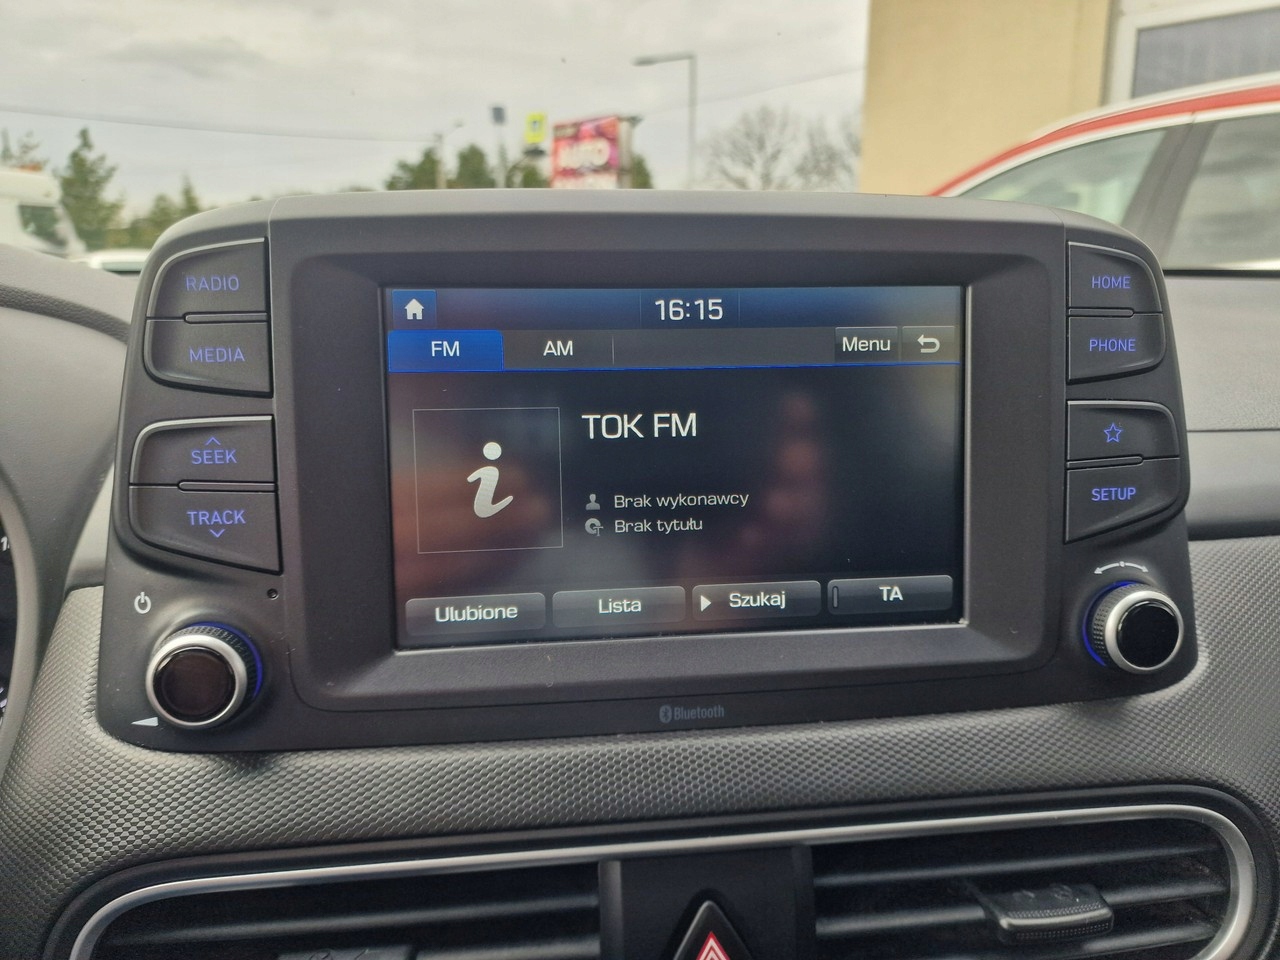 AUTO
RADIO
MEDIA
SEEK
TRACK
16:15
FM
AM
Menu
TOK FM
Brak wykonawcy
Brak tytułu
Ulubione
Lista
Szukaj
TA
HOME
PHONE
SETUP
Bluetooth